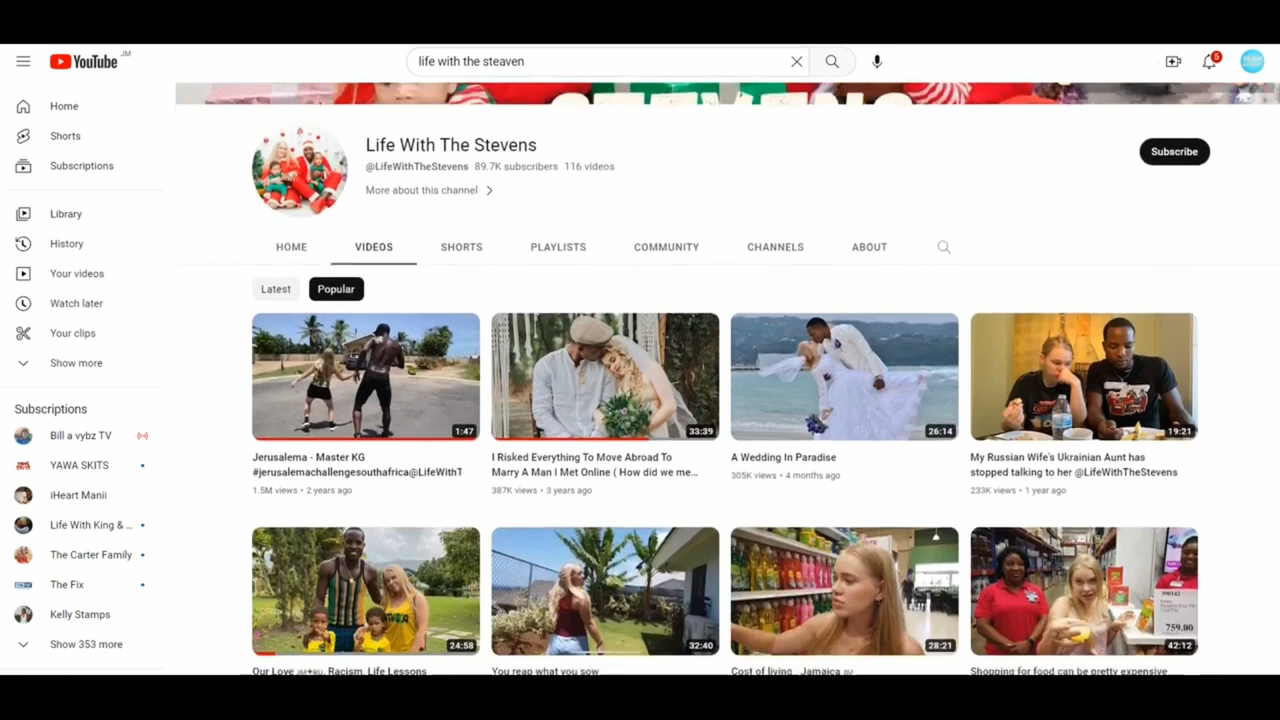 YouTube JM
life with the steaven
5
Home
Shorts
Subscriptions
Library
History
Your videos
Watch later
Your clips
Show more
Subscriptions
Bill a vybz TV
YAWA SKITS
iHeart Manii
Life With King & ...
The Carter Family
The Fix
Kelly Stamps
Show 353 more
STEVENS
Life With The Stevens
@LifeWithTheStevens 89.7K subscribers 116 videos
More about this channel
Subscribe
HOME VIDEOS SHORTS PLAYLISTS COMMUNITY CHANNELS ABOUT
Latest Popular
1:47
Jerusalema - Master KG
#jerusalemachallengesouthafrica@LifeWithT
1.5M views • 2 years ago
33:39
I Risked Everything To Move Abroad To
Marry A Man I Met Online ( How did we me...
387K views • 3 years ago
26:14
A Wedding In Paradise
305K views • 4 months ago
19:21
My Russian Wife's Ukrainian Aunt has
stopped talking to her @LifeWithTheStevens
233K views • 1 year ago
24:58
Our Love JM+RU, Racism, Life Lessons
32:40
You reap what you sow
28:21
Cost of living . Jamaica JM
759.00
42:12
Shopping for food can be pretty expensive